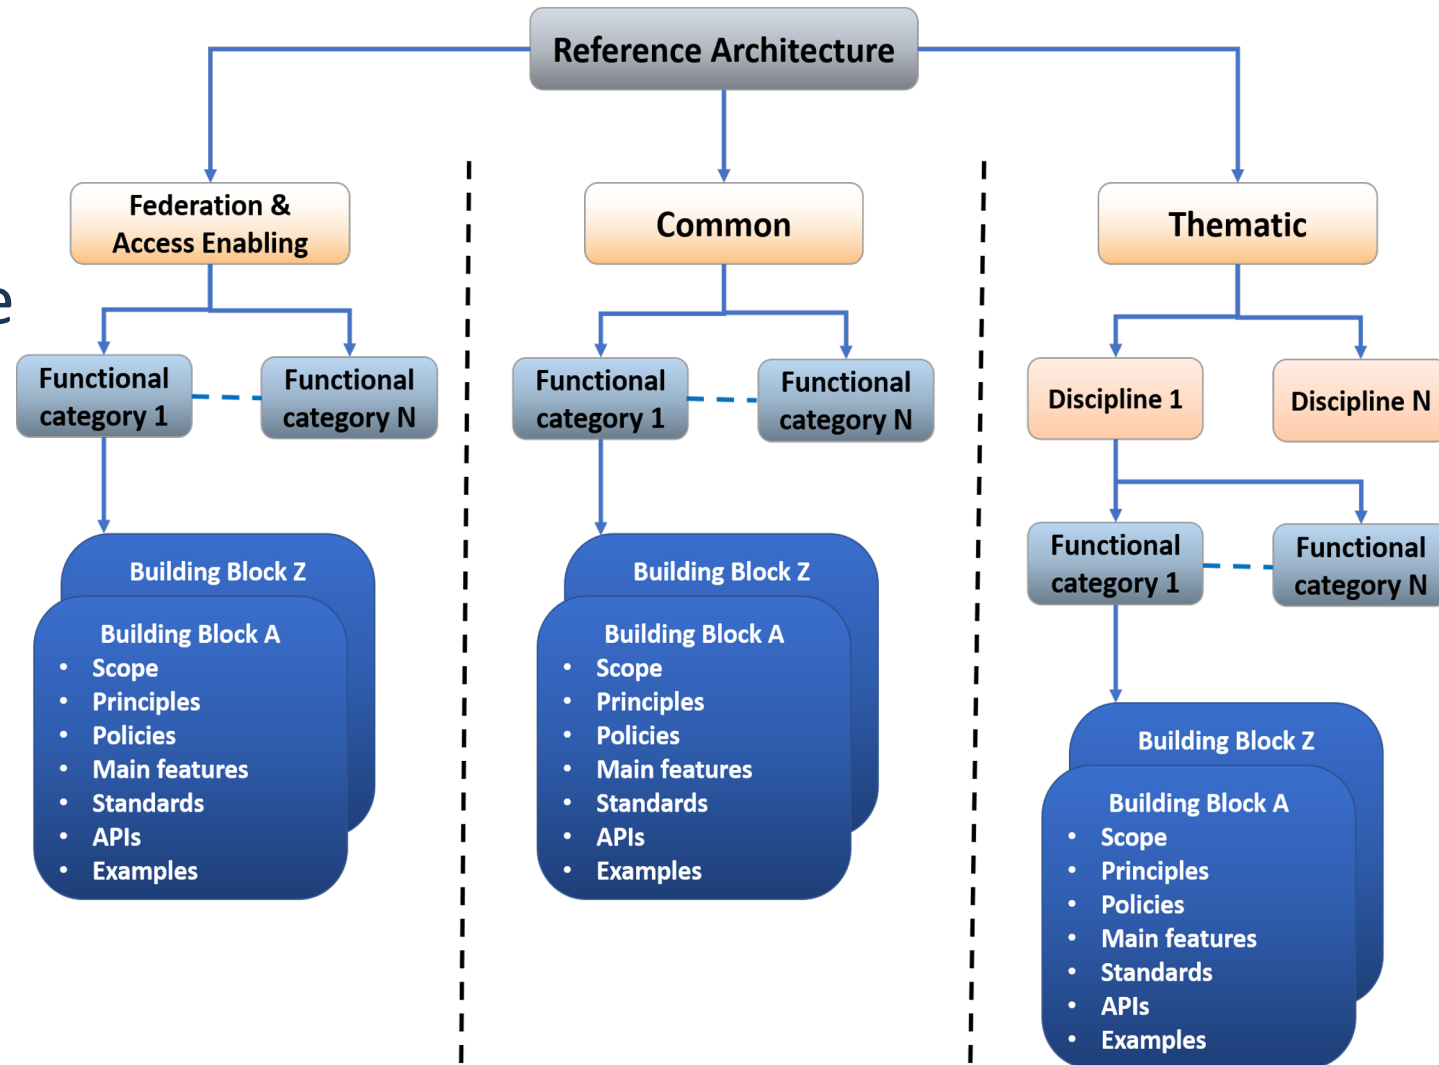 Reference Architecture
Federation &
Access Enabling
Common
Thematic
e
Functional
category 1
Functional
category N
Functional
category 1
Functional
category N
Discipline 1
Discipline N
Functional
category 1
Functional
category N
Building Block Z
Building Block A
• Scope
• Principles
• Policies
• Main features
• Standards
• APIs
• Examples
Building Block Z
Building Block A
• Scope
• Principles
• Policies
• Main features
• Standards
• APIs
• Examples
Building Block Z
Building Block A
• Scope
• Principles
• Policies
• Main features
• Standards
• APIs
• Examples